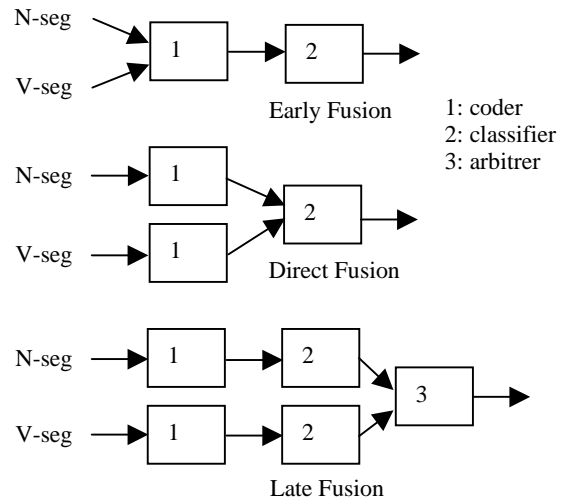 N-seg
V-seg
1
2
Early Fusion
1: coder
2: classifier
3: arbitrer
N-seg
1
V-seg
1
2
Direct Fusion
N-seg
1
2
V-seg
1
2
3
Late Fusion